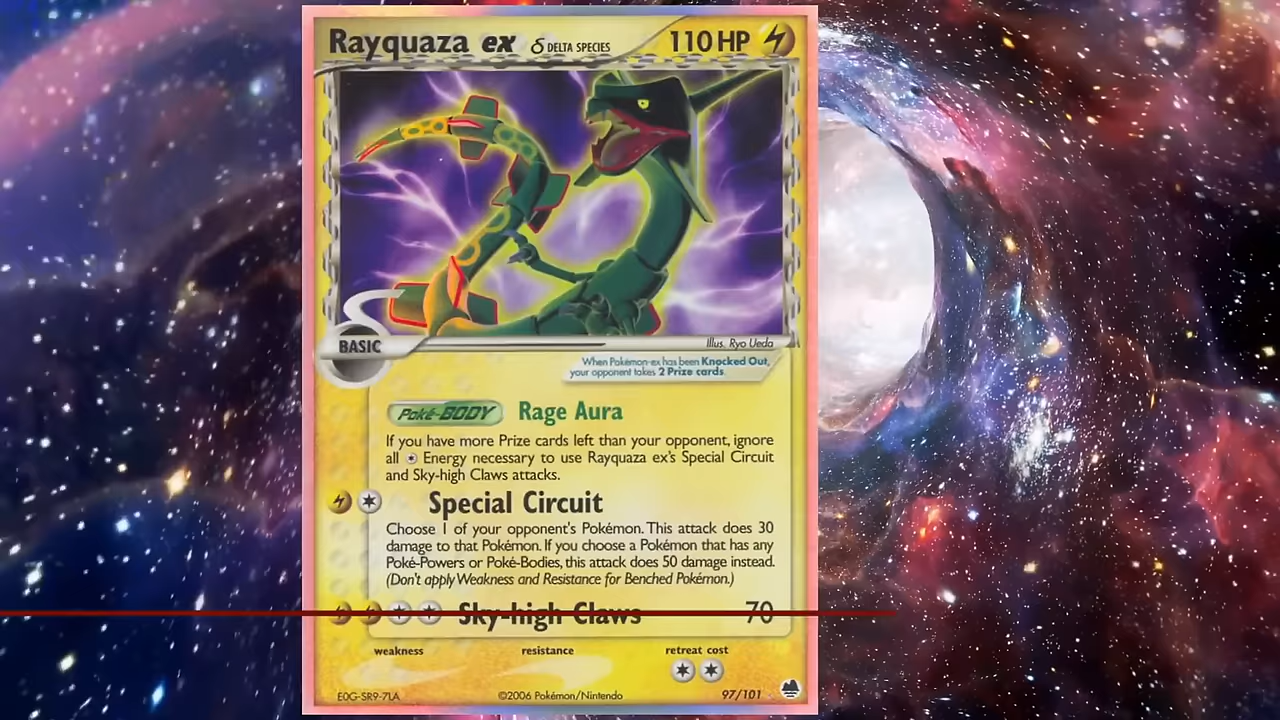 Rayquaza ex δ DELTA SPECIES 110 HP
BASIC
Illus. Ryo Ueda
When Pokémon-ex has been Knocked Out,
your opponent takes 2 Prize cards.
Poké-BODY Rage Aura
If you have more Prize cards left than your opponent, ignore
all Energy necessary to use Rayquaza ex's Special Circuit
and Sky-high Claws attacks.
Special Circuit
Choose 1 of your opponent's Pokémon. This attack does 30
damage to that Pokémon. If you choose a Pokémon that has any
Poké-Powers or Poké-Bodies, this attack does 50 damage instead.
(Don't apply Weakness and Resistance for Benched Pokémon.)
Sky-high Claws 70
weakness resistance retreat cost
E0G-SR9-7LA ©2006 Pokémon/Nintendo 97/101